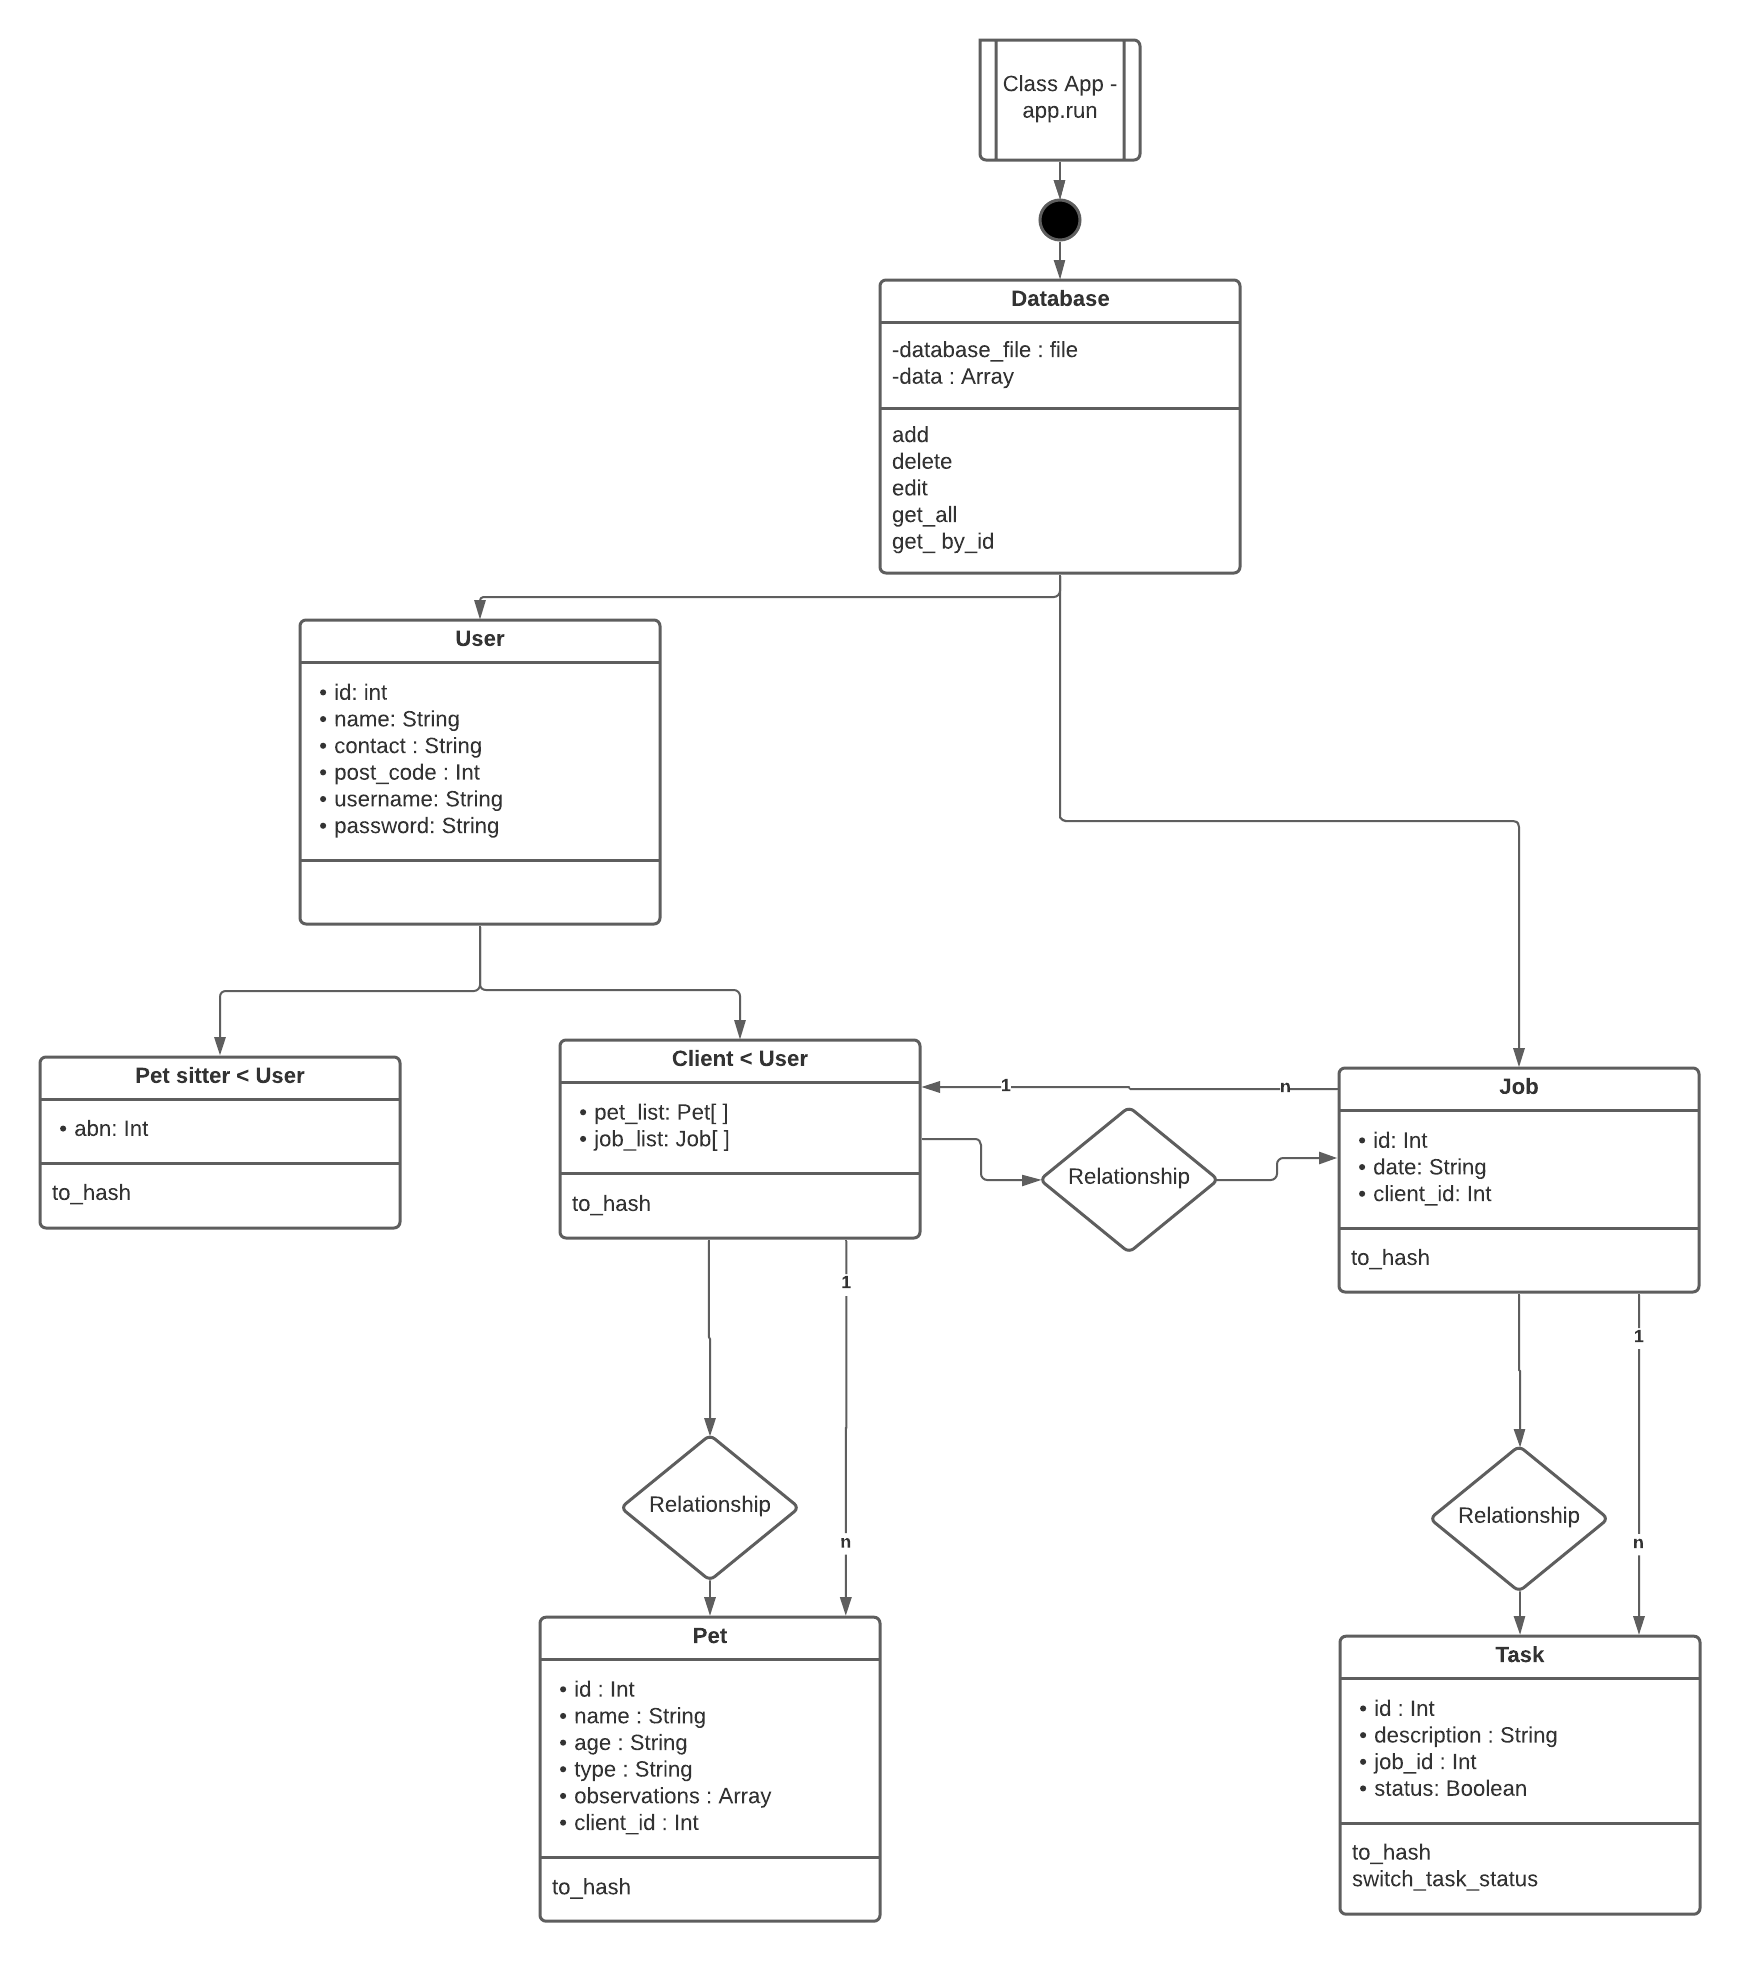 Class App -
app.run
Database
-database_file : file
-data : Array
add
delete
edit
get_all
get_ by_id
User
• id: int
• name: String
• contact : String
• post_code : Int
• username: String
• password: String
Pet sitter < User
• abn: Int
to_hash
Client < User
• pet_list: Pet[ ]
• job_list: Job[ ]
to_hash
1
n
Relationship
Job
• id: Int
• date: String
• client_id: Int
to_hash
1
n
Relationship
Pet
• id : Int
• name : String
• age : String
• type : String
• observations : Array
• client_id : Int
to_hash
1
n
Relationship
Task
• id : Int
• description : String
• job_id : Int
• status: Boolean
to_hash
switch_task_status